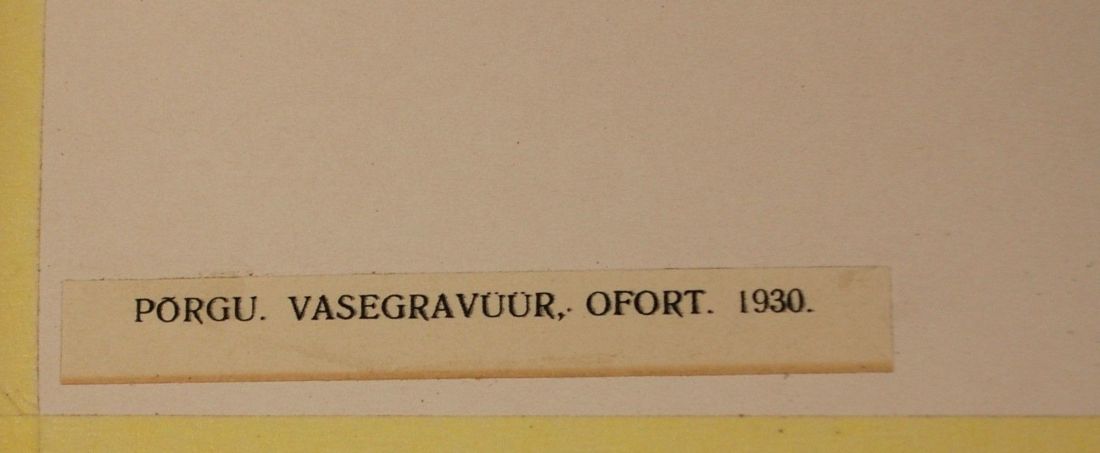 PÕRGU. VASEGRAVÜÜR, OFORT. 1930.